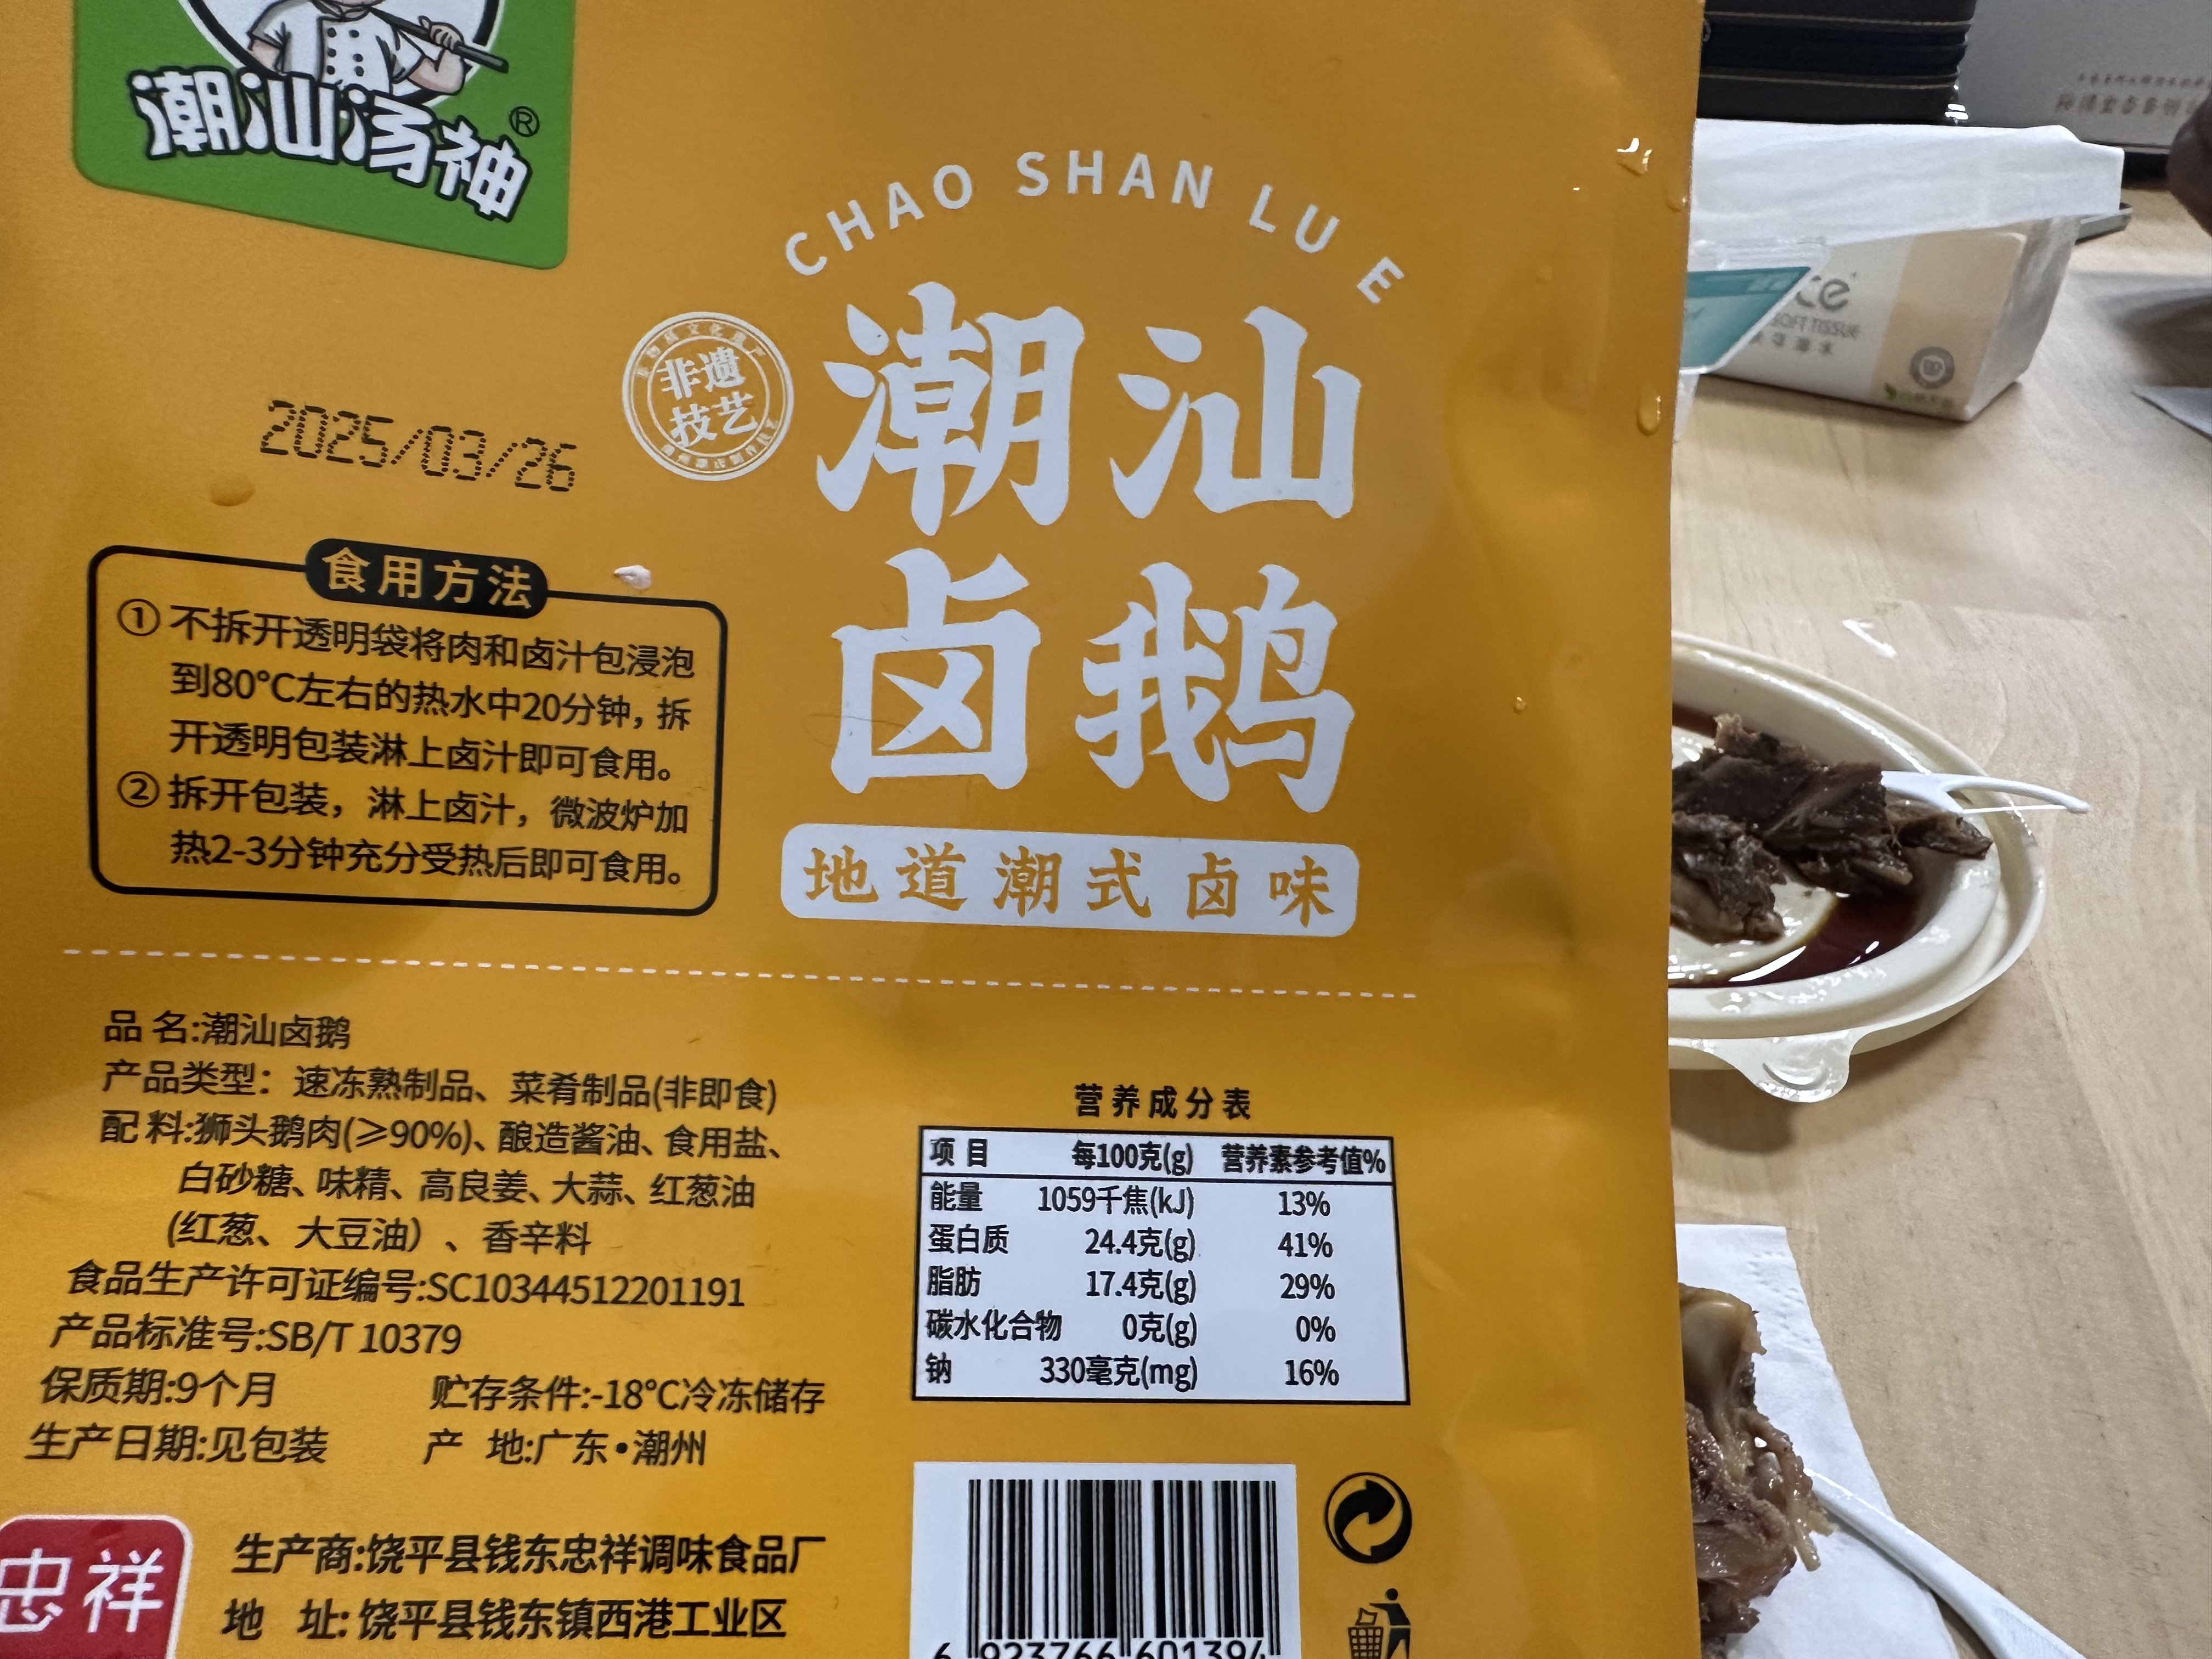 潮汕汤神®
CHAO SHAN LU E
非遗
技艺
潮汕
卤鹅
地道潮式卤味
2025/03/26
食用方法
① 不拆开透明袋将肉和卤汁包浸泡
到80°C左右的热水中20分钟，拆
开透明包装淋上卤汁即可食用。
② 拆开包装，淋上卤汁，微波炉加
热2-3分钟充分受热后即可食用。
品 名:潮汕卤鹅
产品类型：速冻熟制品、菜肴制品(非即食)
配 料:狮头鹅肉(≥90%)、酿造酱油、食用盐、
白砂糖、味精、高良姜、大蒜、红葱油
(红葱、大豆油）、香辛料
食品生产许可证编号:SC10344512201191
产品标准号:SB/T 10379
保质期:9个月 贮存条件:-18°C冷冻储存
生产日期:见包装 产 地:广东•潮州
营养成分表
项 目 每100克(g) 营养素参考值%
能量 1059千焦(kJ) 13%
蛋白质 24.4克(g) 41%
脂肪 17.4克(g) 29%
碳水化合物 0克(g) 0%
钠 330毫克(mg) 16%
忠祥
生产商:饶平县钱东忠祥调味食品厂
地 址:饶平县钱东镇西港工业区
6 923766 601394
SOFT TISSUE